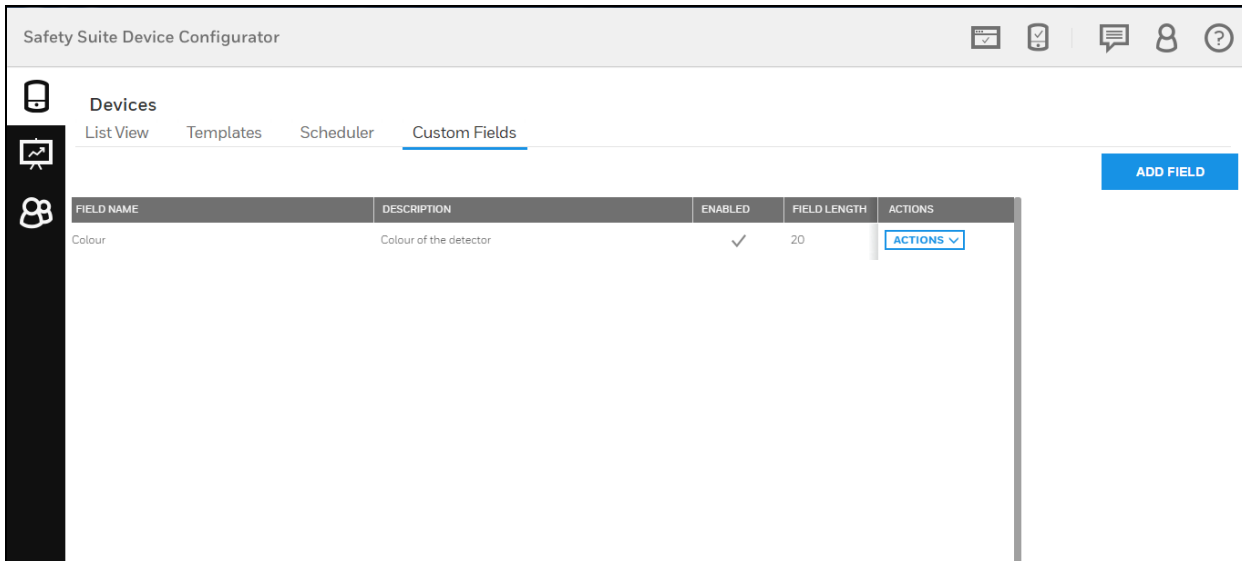 Safety Suite Device Configurator
Devices
List View Templates Scheduler Custom Fields
ADD FIELD
FIELD NAME DESCRIPTION ENABLED FIELD LENGTH ACTIONS
Colour Colour of the detector 20 ACTIONS